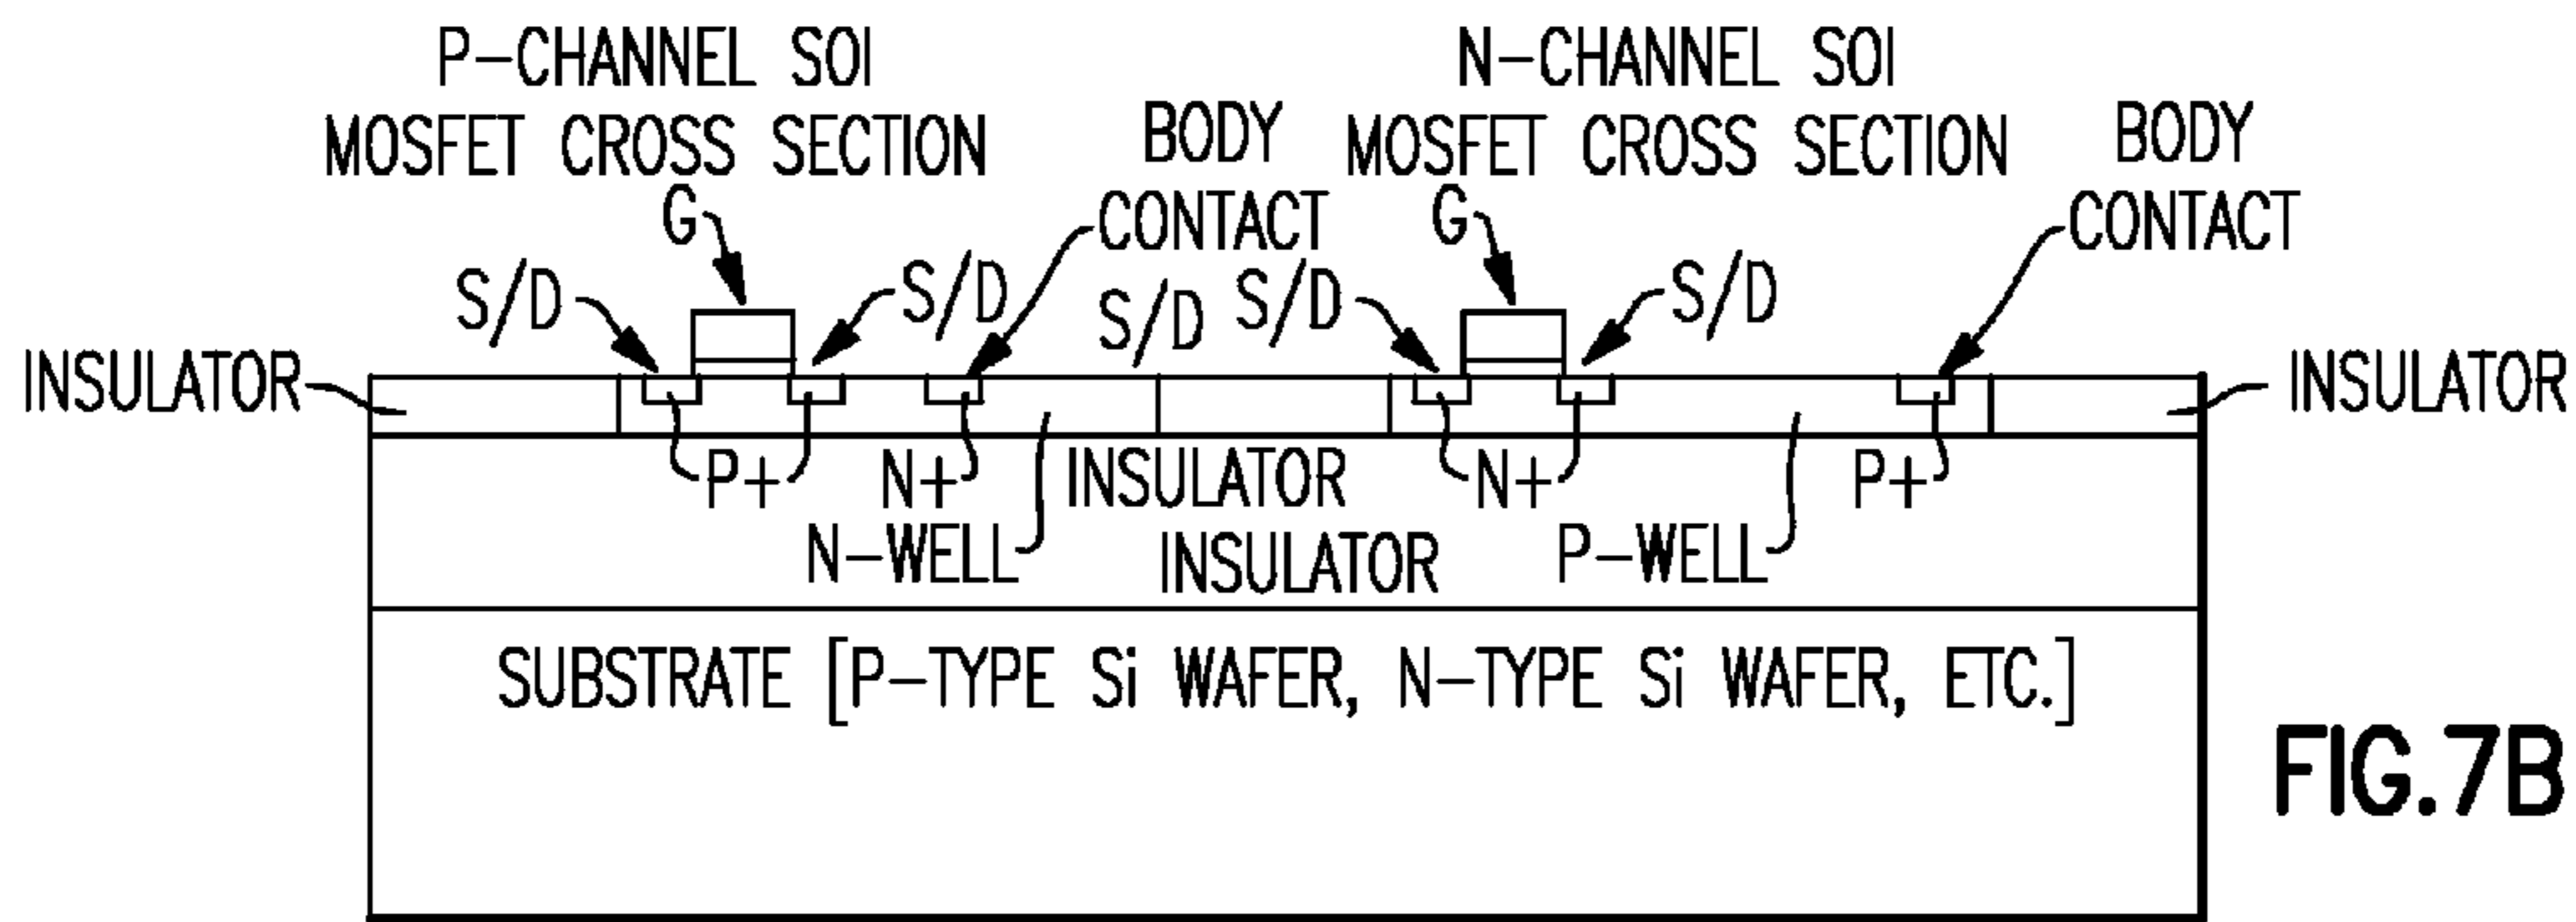 P-CHANNEL SOI
MOSFET CROSS SECTION
N-CHANNEL SOI
MOSFET CROSS SECTION
BODY
CONTACT
BODY
CONTACT
G
G
S/D
S/D
S/D
S/D
S/D
INSULATOR
INSULATOR
P+
N+
INSULATOR
N+
P+
N-WELL
INSULATOR
P-WELL
SUBSTRATE [P-TYPE Si WAFER, N-TYPE Si WAFER, ETC.]
FIG.7B